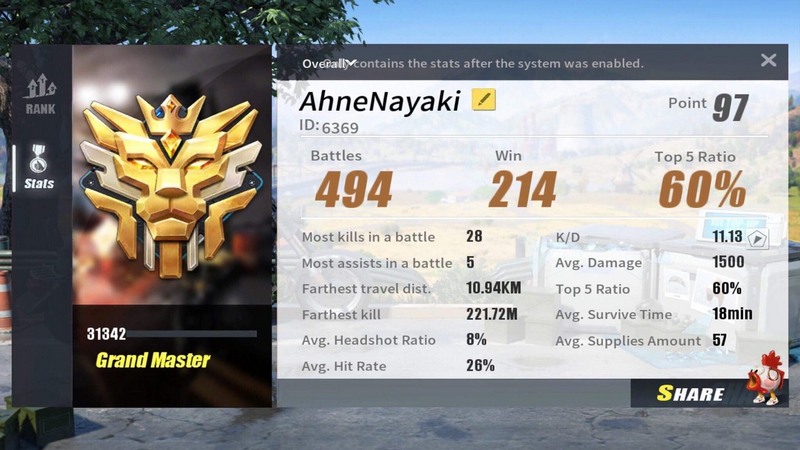 RANK
Stats
31342
Grand Master
Overall
contains the stats after the system was enabled.
AhneNayaki
ID:6369
Point 97
Battles Win Top 5 Ratio
494 214 60%
Most kills in a battle 28 K/D 11.13
Most assists in a battle 5 Avg. Damage 1500
Farthest travel dist. 10.94KM Top 5 Ratio 60%
Farthest kill 221.72M Avg. Survive Time 18min
Avg. Headshot Ratio 8% Avg. Supplies Amount 57
Avg. Hit Rate 26%
SHARE